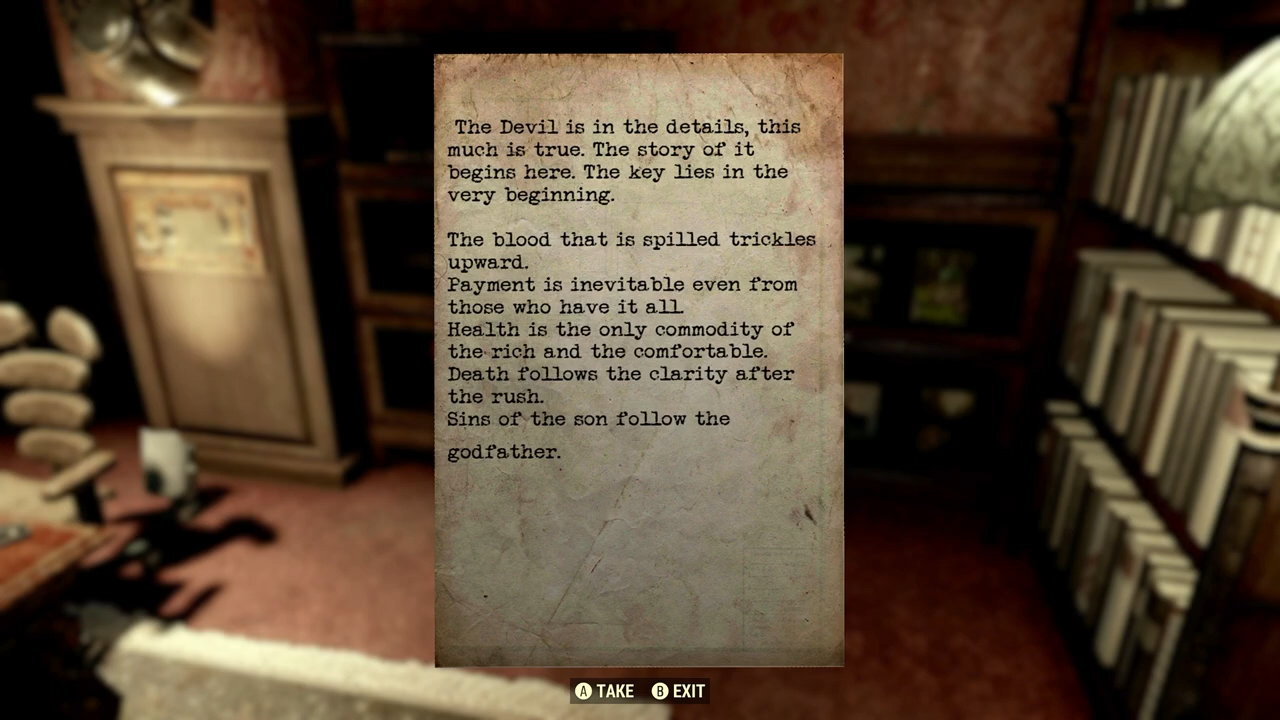 The Devil is in the details, this
much is true. The story of it
begins here. The key lies in the
very beginning.
The blood that is spilled trickles
upward.
Payment is inevitable even from
those who have it all.
Health is the only commodity of
the rich and the comfortable.
Death follows the clarity after
the rush.
Sins of the son follow the
godfather.
A TAKE B EXIT